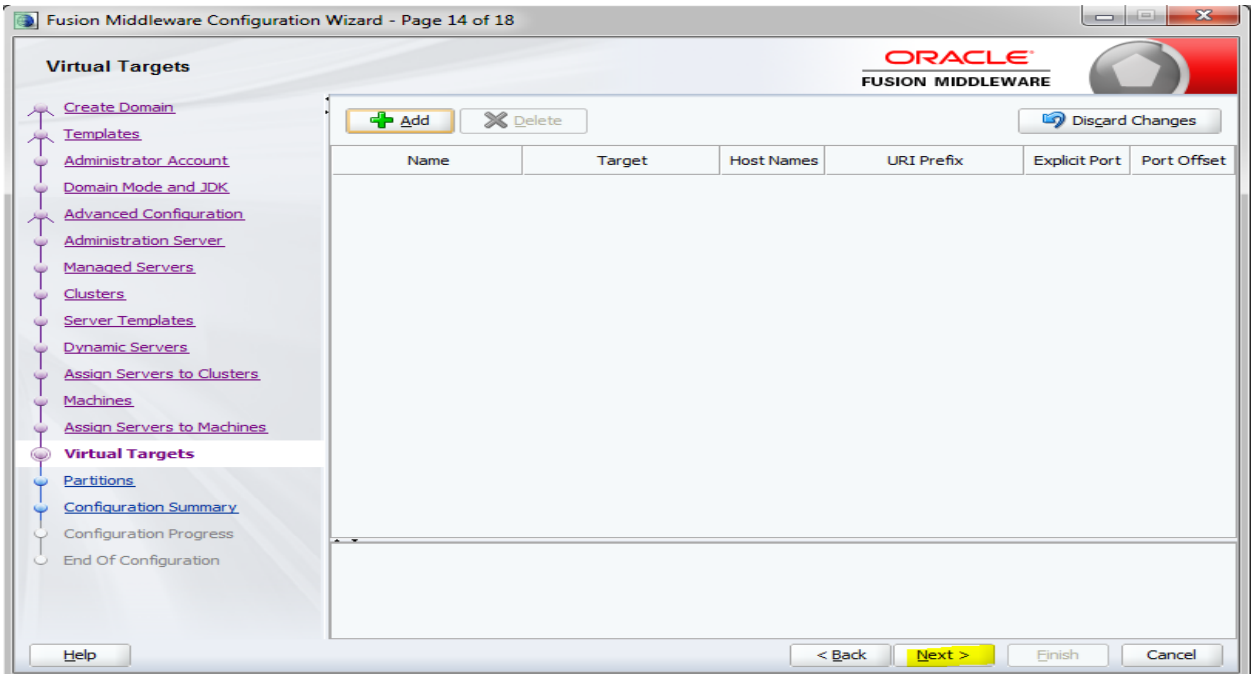 Fusion Middleware Configuration Wizard - Page 14 of 18
Virtual Targets
ORACLE
FUSION MIDDLEWARE
Create Domain
Templates
Administrator Account
Domain Mode and JDK
Advanced Configuration
Administration Server
Managed Servers
Clusters
Server Templates
Dynamic Servers
Assign Servers to Clusters
Machines
Assign Servers to Machines
Virtual Targets
Partitions
Configuration Summary
Configuration Progress
End Of Configuration
Add Delete Discard Changes
Name Target Host Names URI Prefix Explicit Port Port Offset
Help < Back Next > Finish Cancel